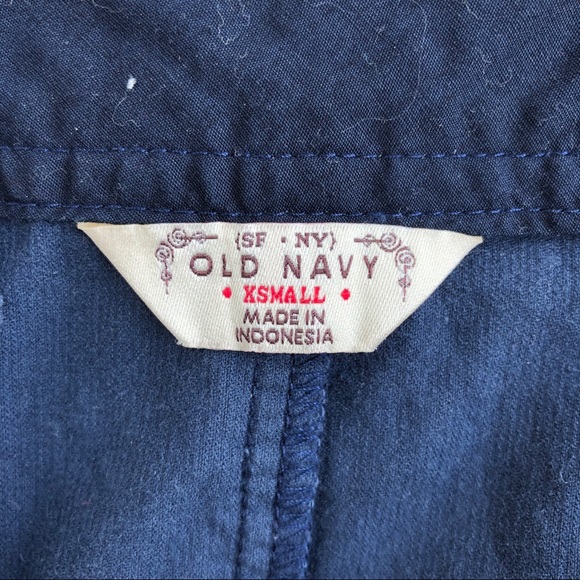 {SF · NY}
OLD NAVY
• XSMALL •
MADE IN
INDONESIA